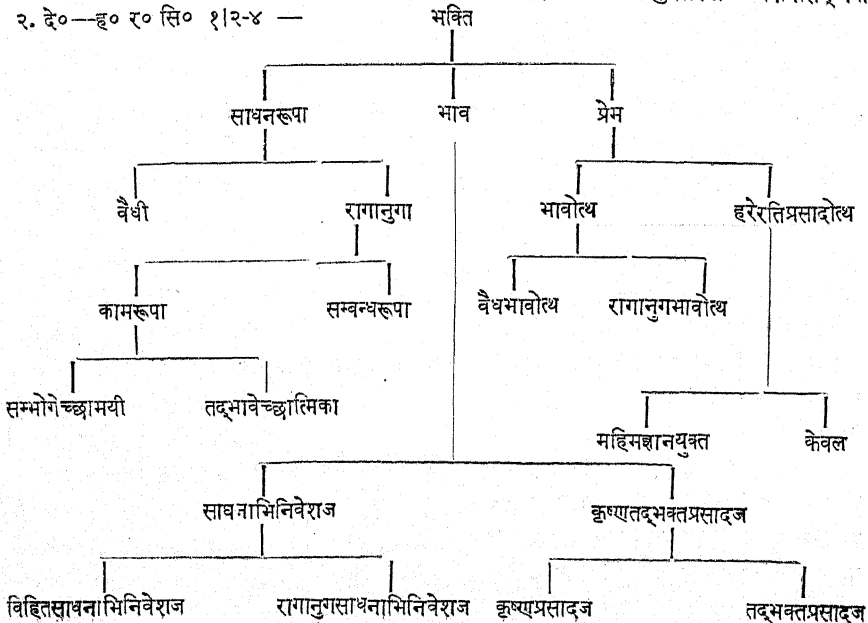 २. दे०—ह० र० सि० १|२-४ — भक्ति
साधनरूपा भाव प्रेम
वैधी रागानुगा भावोत्थ हरेरतिप्रसादोत्थ
कामरूपा सम्बन्धरूपा वैधभावोत्थ रागानुगभावोत्थ
सम्भोगेच्छामयी तद्भावेच्छात्मिका
महिमज्ञानयुक्त केवल
साधनाभिनिवेशज कृष्णतद्भक्तप्रसादज
विहितसाधनाभिनिवेशज रागानुगसाधनाभिनिवेशज कृष्णप्रसादज तद्भक्तप्रसादज